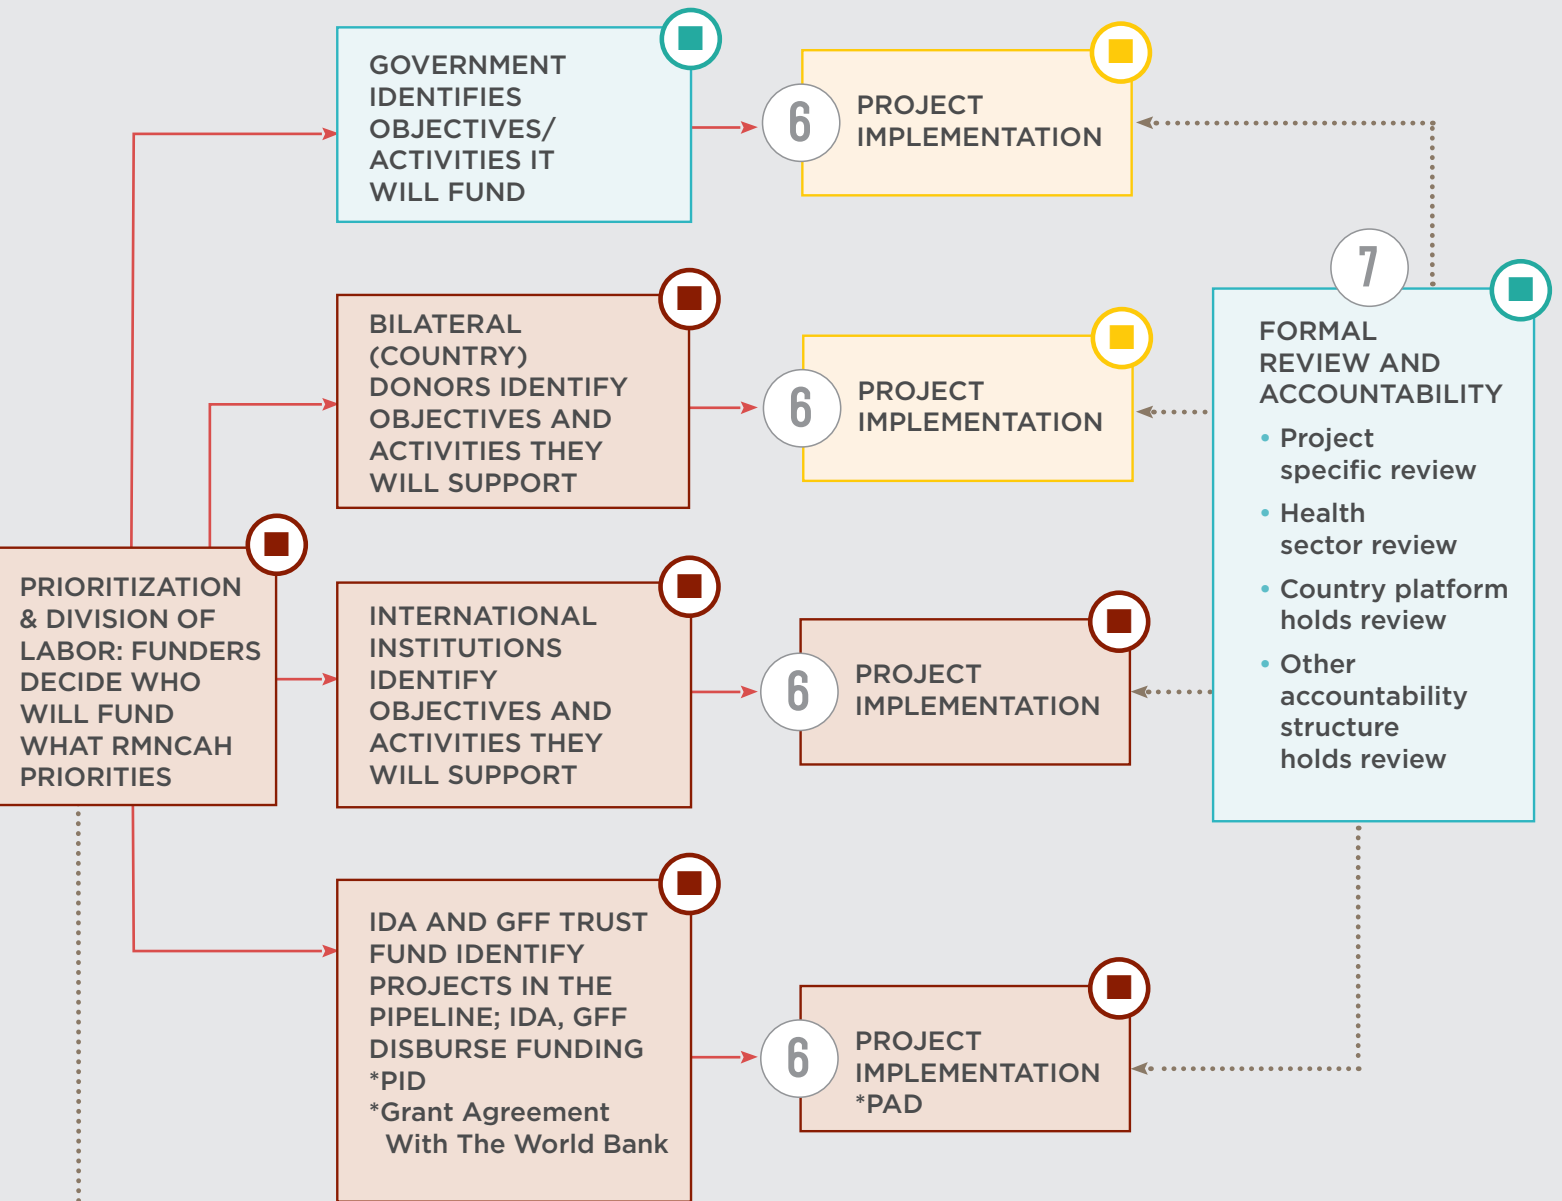 GOVERNMENT
IDENTIFIES
OBJECTIVES/
ACTIVITIES IT
WILL FUND
6
PROJECT
IMPLEMENTATION
BILATERAL
(COUNTRY)
DONORS IDENTIFY
OBJECTIVES AND
ACTIVITIES THEY
WILL SUPPORT
6
PROJECT
IMPLEMENTATION
PRIORITIZATION
& DIVISION OF
LABOR: FUNDERS
DECIDE WHO
WILL FUND
WHAT RMNCAH
PRIORITIES
INTERNATIONAL
INSTITUTIONS
IDENTIFY
OBJECTIVES AND
ACTIVITIES THEY
WILL SUPPORT
6
PROJECT
IMPLEMENTATION
IDA AND GFF TRUST
FUND IDENTIFY
PROJECTS IN THE
PIPELINE; IDA, GFF
DISBURSE FUNDING
*PID
*Grant Agreement
With The World Bank
6
PROJECT
IMPLEMENTATION
*PAD
7
FORMAL
REVIEW AND
ACCOUNTABILITY
• Project
specific review
• Health
sector review
• Country platform
holds review
• Other
accountability
structure
holds review